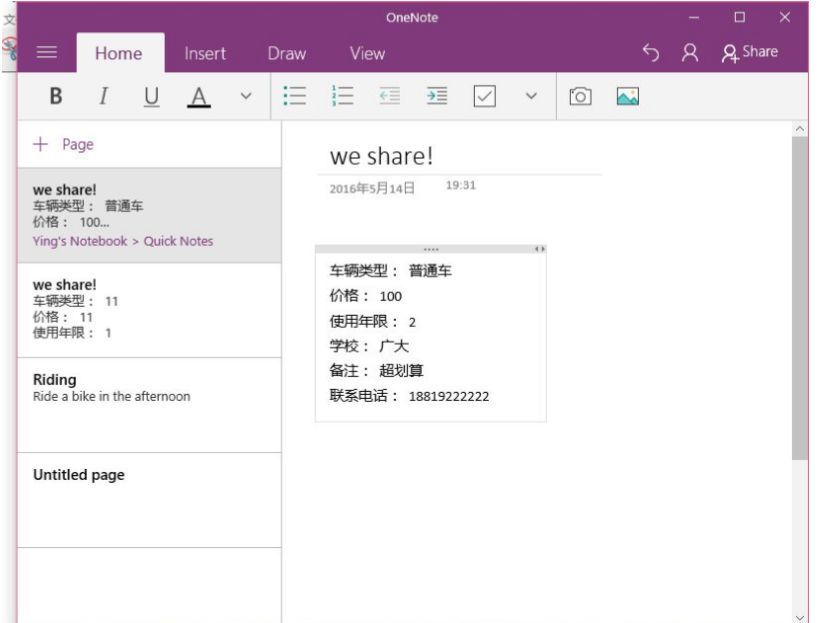 文
OneNote
Home Insert Draw View Share
B I U A
+ Page
we share!
车辆类型： 普通车
价格： 100...
Ying's Notebook > Quick Notes
we share!
车辆类型： 11
价格： 11
使用年限： 1
Riding
Ride a bike in the afternoon
Untitled page
we share!
2016年5月14日 19:31
车辆类型： 普通车
价格： 100
使用年限： 2
学校： 广大
备注： 超划算
联系电话： 18819222222